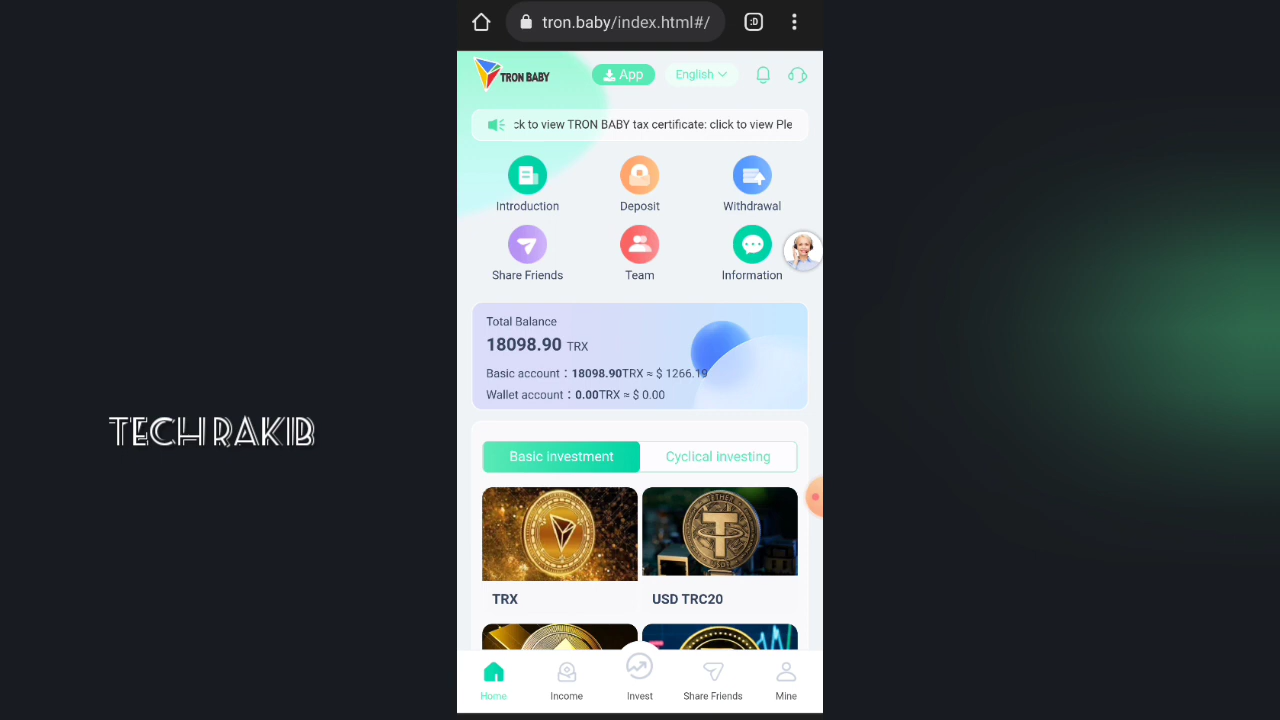 tron.baby/index.html#/
:D
TRON BABY
App
English
ck to view TRON BABY tax certificate: click to view Ple
Introduction
Deposit
Withdrawal
Share Friends
Team
Information
Total Balance
18098.90 TRX
Basic account：18098.90TRX ≈ $ 1266.19
Wallet account：0.00TRX ≈ $ 0.00
TECH RAKIB
Basic investment
Cyclical investing
TETHER
TRX
USD TRC20
Home
Income
Invest
Share Friends
Mine